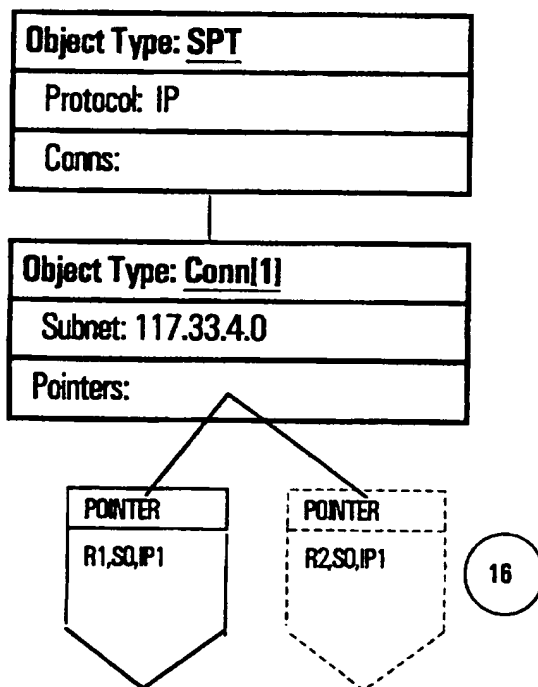 Object Type: SPT
Protocol: IP
Conns:
Object Type: Conn[1]
Subnet: 117.33.4.0
Pointers:
POINTER
R1,S0,IP1
POINTER
R2,S0,IP1
16